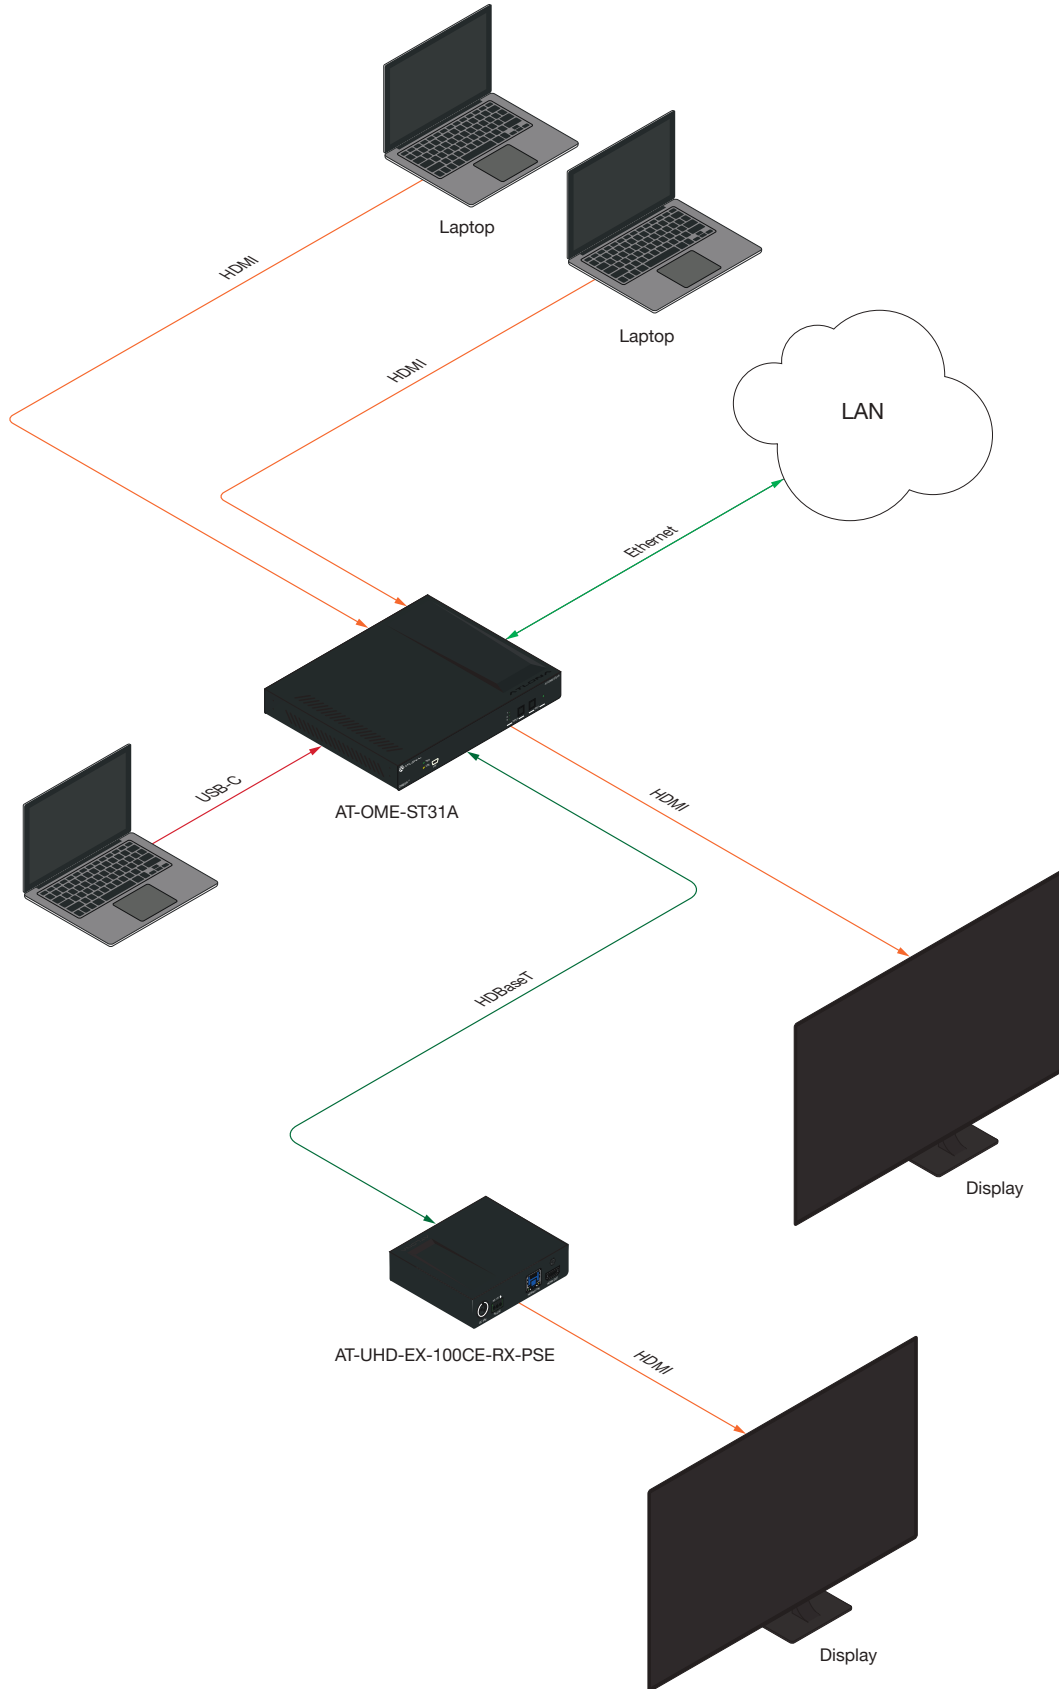 Laptop
HDMI
Laptop
HDMI
LAN
Ethernet
USB-C
AT-OME-ST31A
HDMI
HDBaseT
Display
AT-UHD-EX-100CE-RX-PSE
HDMI
Display